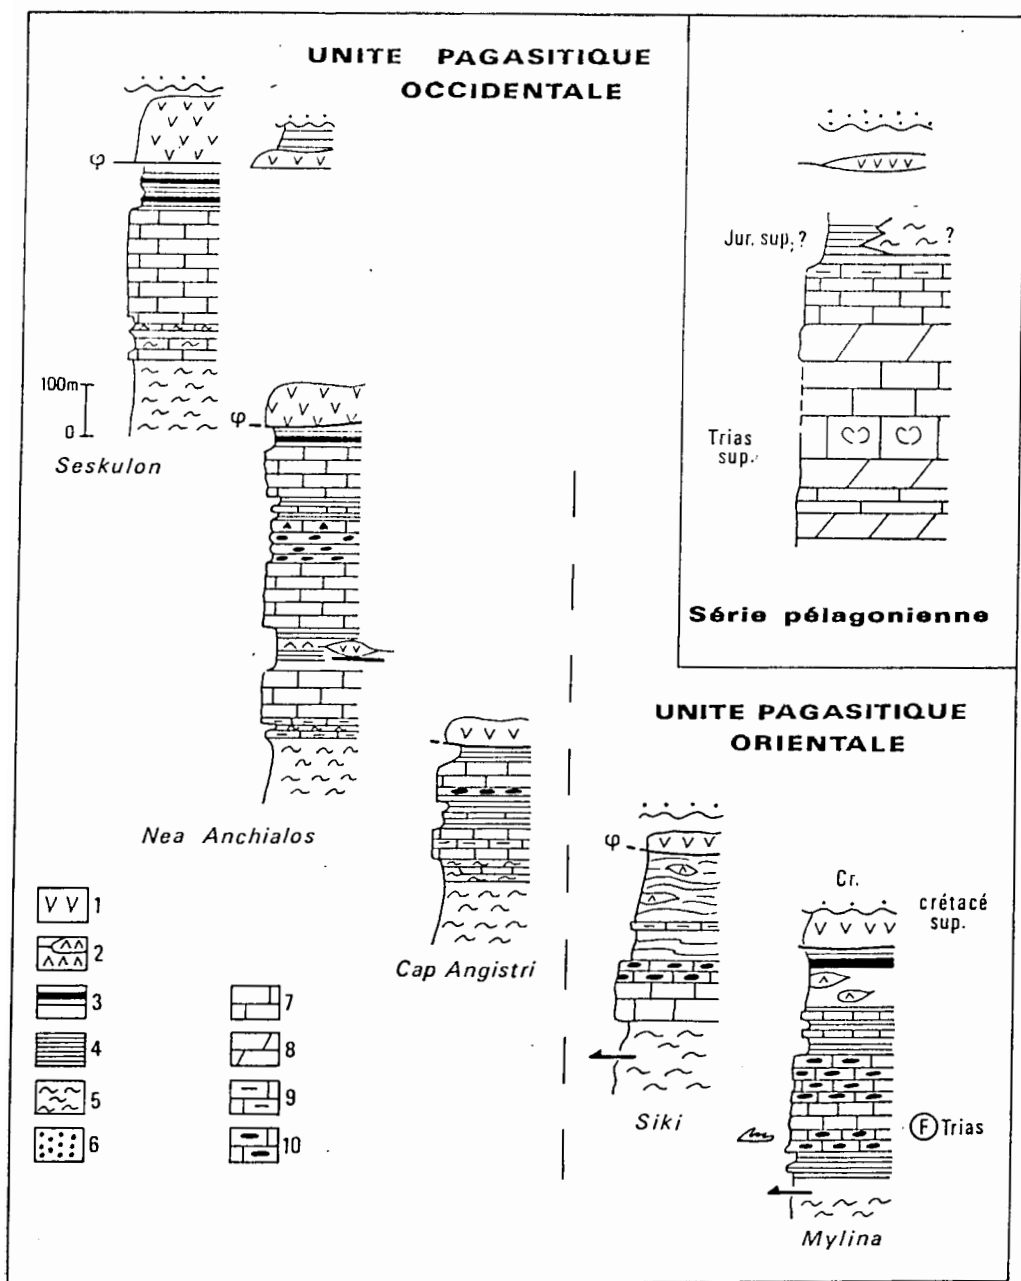 UNITE PAGASITIQUE
OCCIDENTALE
φ
100m
0
Seskulon
φ
Nea Anchialos
Cap Angistri
Jur. sup. ?
?
Trias
sup.
Série pélagonienne
UNITE PAGASITIQUE
ORIENTALE
φ
Siki
Cr.
crétacé
sup.
F Trias
Mylina
1
2
3
4
5
6
7
8
9
10